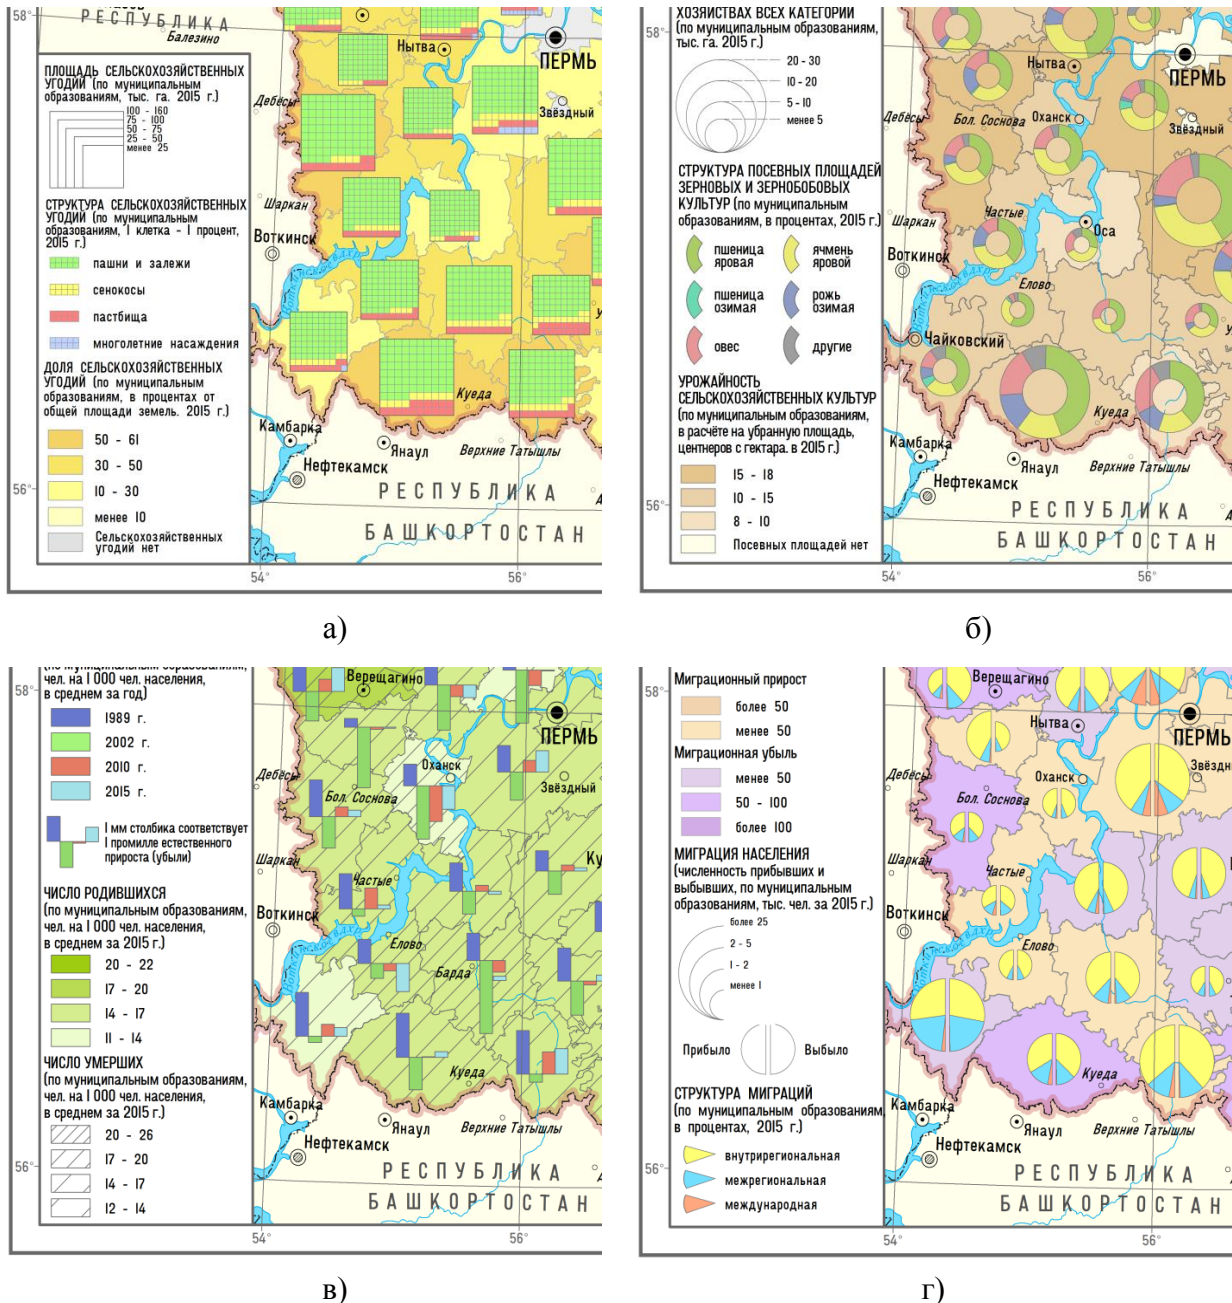 58°
РЕСПУБЛИКА
Балезино
Нытва
ПЕРМЬ
ПЛОЩАДЬ СЕЛЬСКОХОЗЯЙСТВЕННЫХ
УГОДИЙ (по муниципальным
образованиям, тыс. га. 2015 г.)
100 - 160
75 - 100
50 - 75
25 - 50
менее 25
Дебёсы
Звёздный
СТРУКТУРА СЕЛЬСКОХОЗЯЙСТВЕННЫХ
УГОДИЙ (по муниципальным
образованиям, 1 клетка - 1 процент,
2015 г.)
Шаркан
Воткинск
пашни и залежи
сенокосы
пастбища
многолетние насаждения
ДОЛЯ СЕЛЬСКОХОЗЯЙСТВЕННЫХ
УГОДИЙ (по муниципальным
образованиям, в процентах от
общей площади земель. 2015 г.)
50 - 61
30 - 50
10 - 30
менее 10
Сельскохозяйственных
угодий нет
Куеда
Камбарка
Янаул
Верхние Татышлы
Нефтекамск
56°
РЕСПУБЛИКА
БАШКОРТОСТАН
54°
56°
а)
58°
ХОЗЯЙСТВАХ ВСЕХ КАТЕГОРИЙ
(по муниципальным образованиям,
тыс. га. 2015 г.)
20 - 30
10 - 20
5 - 10
менее 5
Нытва
ПЕРМЬ
Дебёсы
Бол. Соснова
Оханск
Звёздный
СТРУКТУРА ПОСЕВНЫХ ПЛОЩАДЕЙ
ЗЕРНОВЫХ И ЗЕРНОБОБОВЫХ
КУЛЬТУР (по муниципальным
образованиям, в процентах, 2015 г.)
Шаркан
Частые
Оса
Воткинск
пшеница
яровая
ячмень
яровой
пшеница
озимая
рожь
озимая
овес
другие
Елово
Чайковский
УРОЖАЙНОСТЬ
СЕЛЬСКОХОЗЯЙСТВЕННЫХ КУЛЬТУР
(по муниципальным образованиям,
в расчёте на убранную площадь,
центнеров с гектара. в 2015 г.)
15 - 18
10 - 15
8 - 10
Посевных площадей нет
Куеда
Камбарка
Янаул
Верхние Татышлы
Нефтекамск
56°
РЕСПУБЛИКА
БАШКОРТОСТАН
54°
56°
б)
(по муниципальным образованиям,
чел. на 1 000 чел. населения,
в среднем за год)
58°
1989 г.
2002 г.
2010 г.
2015 г.
1 мм столбика соответствует
1 промилле естественного
прироста (убыли)
Верещагино
ПЕРМЬ
Дебёсы
Бол. Соснова
Оханск
Звёздный
Шаркан
Частые
Ку
Воткинск
Воткинское вдхр.
Елово
Барда
ЧИСЛО РОДИВШИХСЯ
(по муниципальным образованиям,
чел. на 1 000 чел. населения,
в среднем за 2015 г.)
20 - 22
17 - 20
14 - 17
11 - 14
ЧИСЛО УМЕРШИХ
(по муниципальным образованиям,
чел. на 1 000 чел. населения,
в среднем за 2015 г.)
20 - 26
17 - 20
14 - 17
12 - 14
Куеда
Камбарка
Янаул
Верхние Татышлы
Нефтекамск
56°
РЕСПУБЛИКА
БАШКОРТОСТАН
54°
56°
в)
58°
Миграционный прирост
более 50
менее 50
Миграционная убыль
менее 50
50 - 100
более 100
Верещагино
Нытва
ПЕРМЬ
Дебёсы
Бол. Соснова
Оханск
Шаркан
Частые
Воткинск
Елово
МИГРАЦИЯ НАСЕЛЕНИЯ
(численность прибывших и
выбывших, по муниципальным
образованиям, тыс. чел. за 2015 г.)
более 25
2 - 5
1 - 2
менее 1
Прибыло
Выбыло
СТРУКТУРА МИГРАЦИЙ
(по муниципальным образованиям,
в процентах, 2015 г.)
внутрирегиональная
межрегиональная
международная
Куеда
Камбарка
Янаул
Верхние Татышлы
Нефтекамск
56°
РЕСПУБЛИКА
БАШКОРТОСТАН
54°
56°
г)